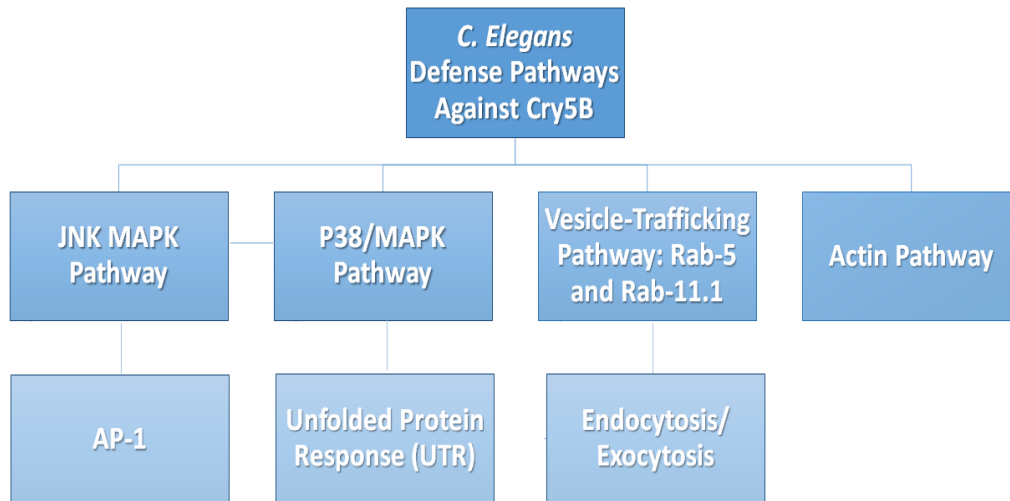 C. Elegans
Defense Pathways
Against Cry5B
JNK MAPK
Pathway
P38/MAPK
Pathway
Vesicle-Trafficking
Pathway: Rab-5
and Rab-11.1
Actin Pathway
AP-1
Unfolded Protein
Response (UTR)
Endocytosis/
Exocytosis